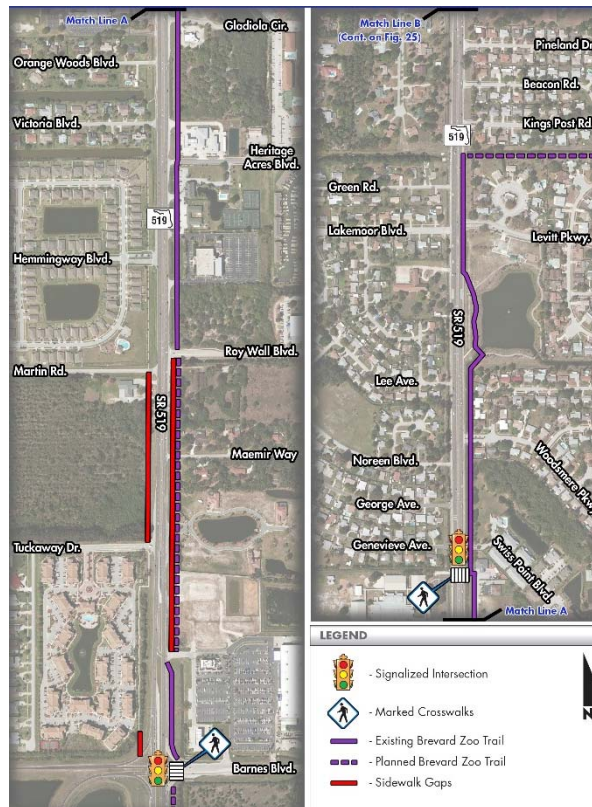 Match Line A
Gladiola Cir.
Orange Woods Blvd.
Victoria Blvd.
Heritage
Acres Blvd.
519
Hemmingway Blvd.
Roy Wall Blvd.
Martin Rd.
SR 519
Maemir Way
Tuckaway Dr.
Barnes Blvd.
Match Line B
(Cont. on Fig. 25)
Pineland Dr
Beacon Rd.
Kings Post Rd
519
Green Rd.
Lakemoor Blvd.
Levitt Pkwy.
SR 519
Lee Ave.
Noreen Blvd.
Woodsmere Pkwy
George Ave.
Genevieve Ave.
Swiss Point Blvd.
Match Line A
LEGEND
- Signalized Intersection
- Marked Crosswalks
- Existing Brevard Zoo Trail
- Planned Brevard Zoo Trail
- Sidewalk Gaps
N